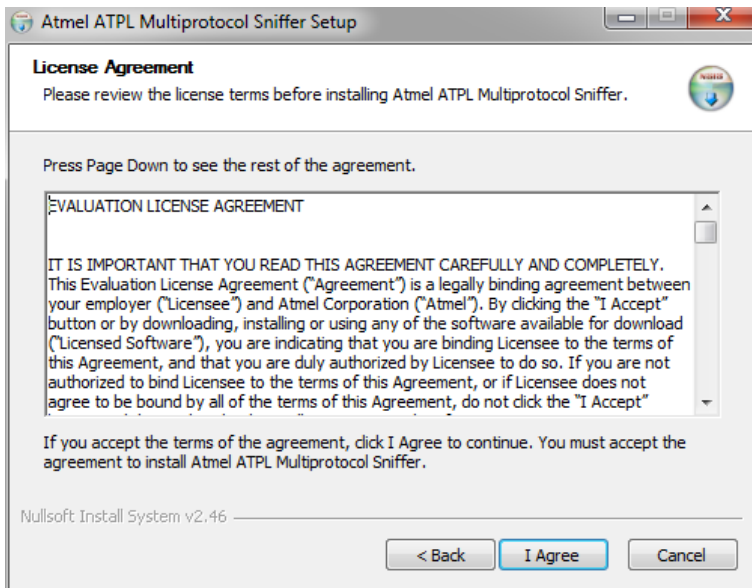 Atmel ATPL Multiprotocol Sniffer Setup
License Agreement
Please review the license terms before installing Atmel ATPL Multiprotocol Sniffer.
Press Page Down to see the rest of the agreement.
EVALUATION LICENSE AGREEMENT
IT IS IMPORTANT THAT YOU READ THIS AGREEMENT CAREFULLY AND COMPLETELY.
This Evaluation License Agreement (“Agreement”) is a legally binding agreement between
your employer (“Licensee”) and Atmel Corporation (“Atmel”). By clicking the “I Accept”
button or by downloading, installing or using any of the software available for download
(“Licensed Software”), you are indicating that you are binding Licensee to the terms of
this Agreement, and that you are duly authorized by Licensee to do so. If you are not
authorized to bind Licensee to the terms of this Agreement, or if Licensee does not
agree to be bound by all of the terms of this Agreement, do not click the “I Accept”
If you accept the terms of the agreement, click I Agree to continue. You must accept the
agreement to install Atmel ATPL Multiprotocol Sniffer.
Nullsoft Install System v2.46
< Back
I Agree
Cancel